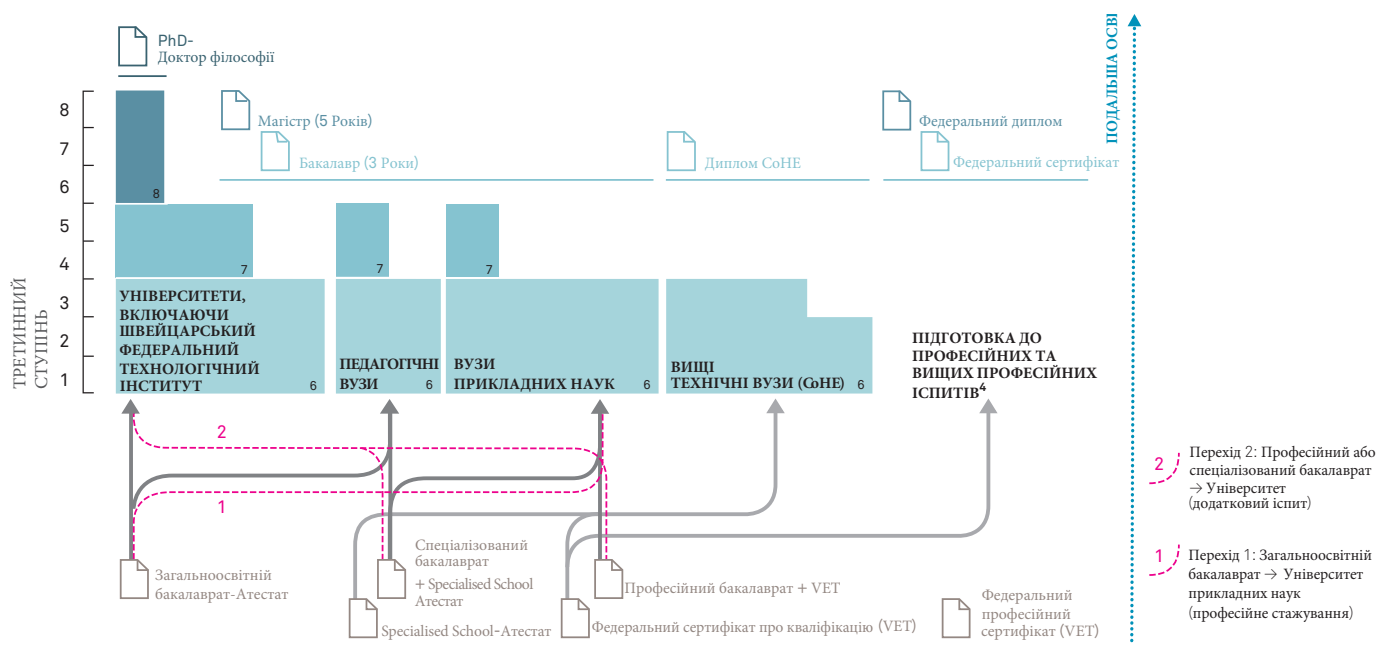 PhD-
Доктор філософії
ПОДАЛЬША ОСВІ
8
7
6
5
4
3
2
1
ТРЕТИННИЙ
СТУПІНЬ
Магістр (5 Років)
Бакалавр (3 Роки)
Диплом CoHE
Федеральний диплом
Федеральний сертифікат
8
7
7
7
УНІВЕРСИТЕТИ,
ВКЛЮЧАЮЧИ
ШВЕЙЦАРСЬКИЙ
ФЕДЕРАЛЬНИЙ
ТЕХНОЛОГІЧНИЙ
ІНСТИТУТ 6
ПЕДАГОГІЧНІ
ВУЗИ 6
ВУЗИ
ПРИКЛАДНИХ НАУК 6
ВИЩІ
ТЕХНІЧНІ ВУЗИ (CoHE) 6
ПІДГОТОВКА ДО
ПРОФЕСІЙНИХ ТА
ВИЩИХ ПРОФЕСІЙНИХ
ІСПИТІВ4
2
1
Загальноосвітній
бакалаврат-Атестат
Спеціалізований
бакалаврат
+ Specialised School
Атестат
Specialised School-Атестат
Професійний бакалаврат + VET
Федеральний сертифікат про кваліфікацію (VET)
Федеральний
професійний
сертифікат (VET)
2
Перехід 2: Професійний або
спеціалізований бакалаврат
→ Університет
(додатковий іспит)
1
Перехід 1: Загальноосвітній
бакалаврат → Університет
прикладних наук
(професійне стажування)